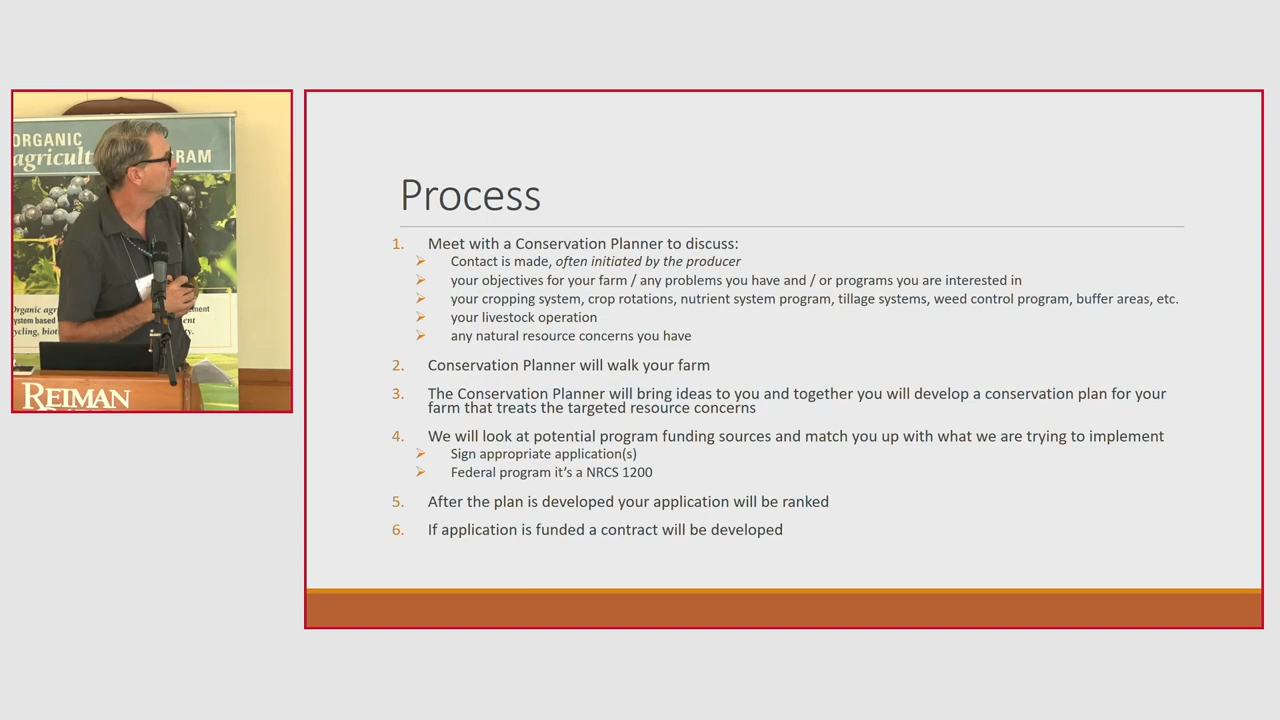 ORGANIC
agricult RAM
Organic agri
ystem based
cycling, biot
REIMAN
Process
1. Meet with a Conservation Planner to discuss:
➢ Contact is made, often initiated by the producer
➢ your objectives for your farm / any problems you have and / or programs you are interested in
➢ your cropping system, crop rotations, nutrient system program, tillage systems, weed control program, buffer areas, etc.
➢ your livestock operation
➢ any natural resource concerns you have
2. Conservation Planner will walk your farm
3. The Conservation Planner will bring ideas to you and together you will develop a conservation plan for your
farm that treats the targeted resource concerns
4. We will look at potential program funding sources and match you up with what we are trying to implement
➢ Sign appropriate application(s)
➢ Federal program it’s a NRCS 1200
5. After the plan is developed your application will be ranked
6. If application is funded a contract will be developed